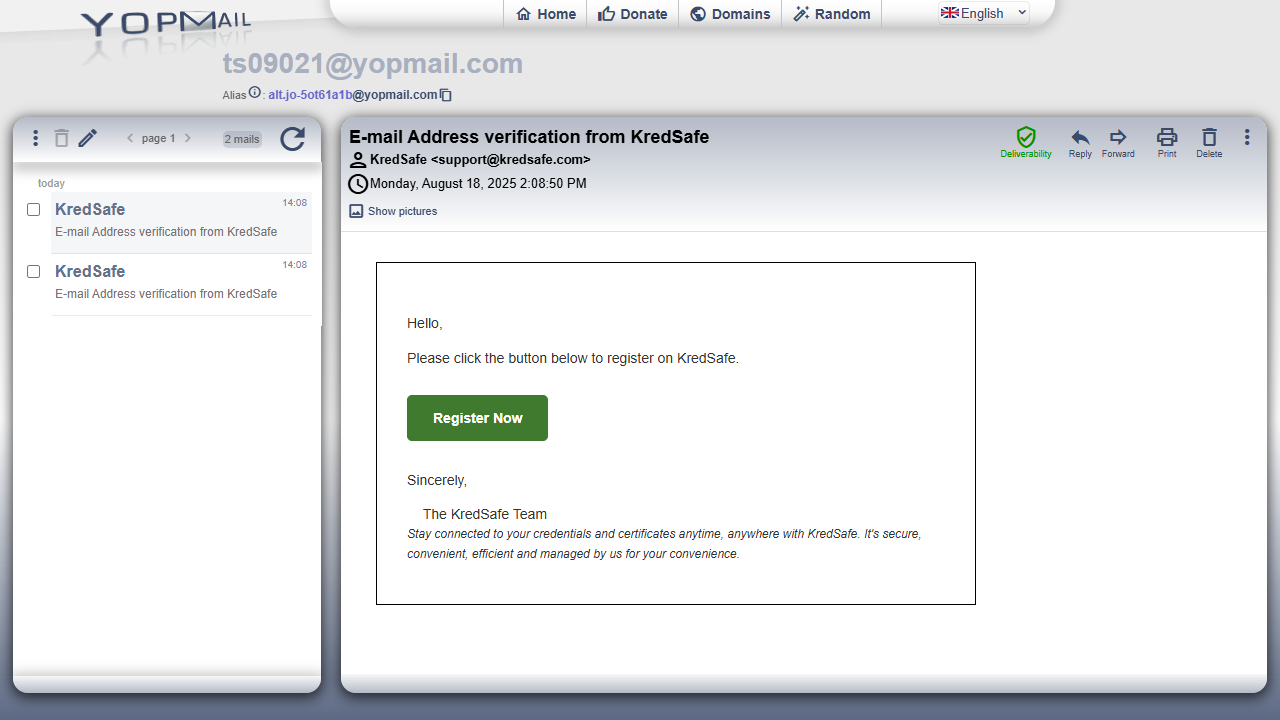 YOPMAIL
Home
Donate
Domains
Random
English
ts09021@yopmail.com
Alias : alt.jo-5ot61a1b@yopmail.com
page 1
2 mails
today
KredSafe
14:08
E-mail Address verification from KredSafe
KredSafe
14:08
E-mail Address verification from KredSafe
E-mail Address verification from KredSafe
KredSafe <support@kredsafe.com>
Monday, August 18, 2025 2:08:50 PM
Show pictures
Deliverability
Reply
Forward
Print
Delete
Hello,
Please click the button below to register on KredSafe.
Register Now
Sincerely,
The KredSafe Team
Stay connected to your credentials and certificates anytime, anywhere with KredSafe. It's secure,
convenient, efficient and managed by us for your convenience.